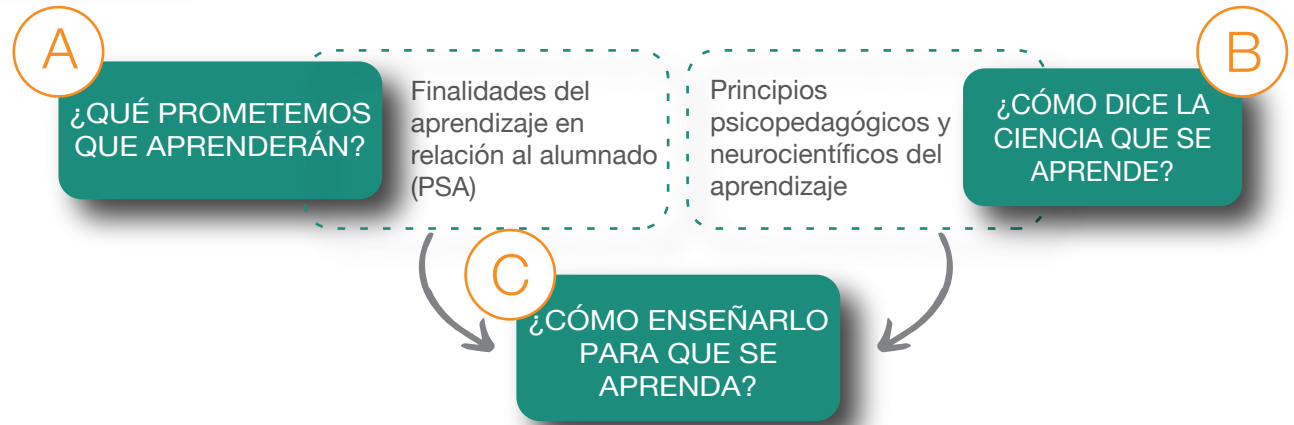 A
¿QUÉ PROMETEMOS
QUE APRENDERÁN?
Finalidades del
aprendizaje en
relación al alumnado
(PSA)
Principios
psicopedagógicos y
neurocientíficos del
aprendizaje
B
¿CÓMO DICE LA
CIENCIA QUE SE
APRENDE?
C
¿CÓMO ENSEÑARLO
PARA QUE SE
APRENDA?